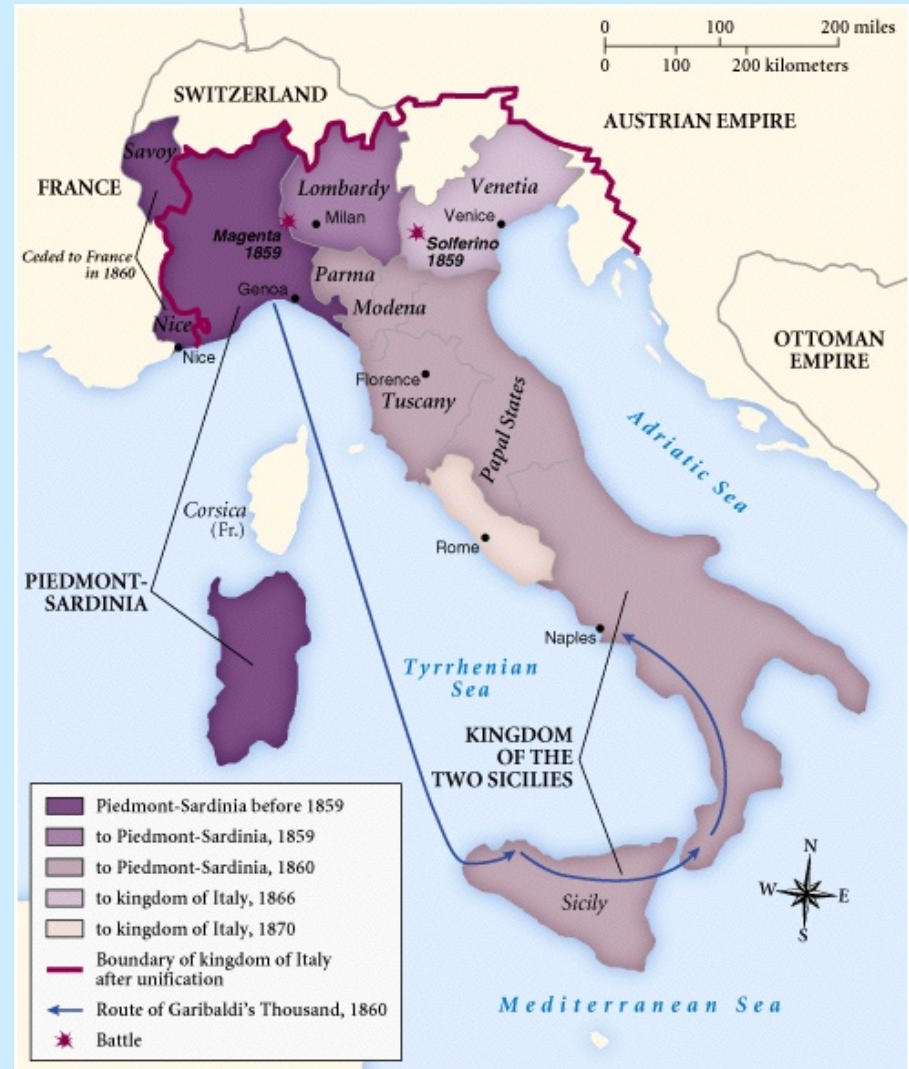 0 100 200 miles
0 100 200 kilometers
SWITZERLAND
AUSTRIAN EMPIRE
Savoy
FRANCE
Lombardy
Venetia
Milan
Venice
Magenta
1859
Solferino
1859
Ceded to France
in 1860
Parma
Genoa
Modena
Nice
Nice
OTTOMAN
EMPIRE
Florence
Tuscany
Papal States
Adriatic Sea
Corsica
(Fr.)
Rome
PIEDMONT-
SARDINIA
Naples
Tyrrhenian
Sea
KINGDOM
OF THE
TWO SICILIES
Sicily
N
W E
S
Mediterranean Sea
Piedmont-Sardinia before 1859
to Piedmont-Sardinia, 1859
to Piedmont-Sardinia, 1860
to kingdom of Italy, 1866
to kingdom of Italy, 1870
Boundary of kingdom of Italy
after unification
Route of Garibaldi's Thousand, 1860
Battle